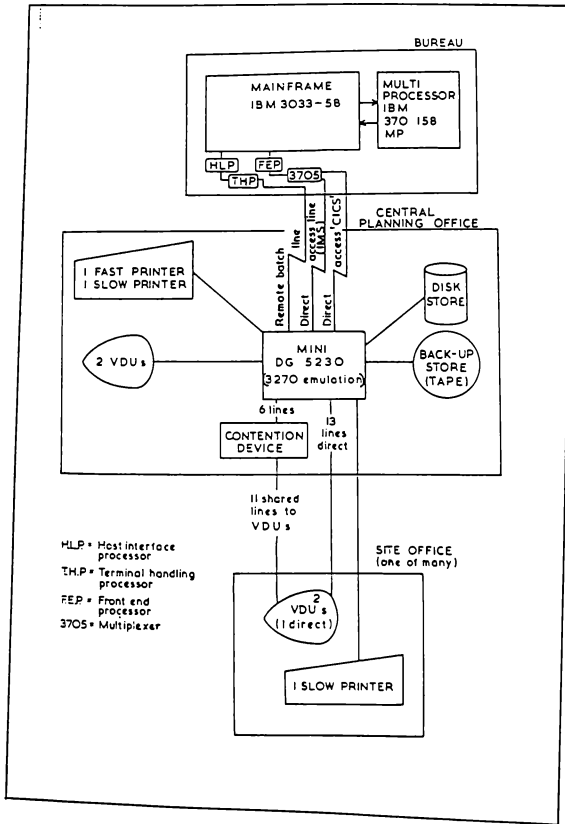 BUREAU
MAINFRAME
IBM 3033-58
MULTI
PROCESSOR
IBM
370 158
MP
HLP
FEP
THP
3705
CENTRAL
PLANNING OFFICE
Remote batch line
Direct access line (IMS)
Direct access 'CICS'
1 FAST PRINTER
1 SLOW PRINTER
DISK
STORE
2 VDUs
MINI
DG 5230
(3270 emulation)
BACK-UP
STORE
(TAPE)
6 lines
13
lines
direct
CONTENTION
DEVICE
11 shared
lines to
VDUs
H.L.P. = Host interface
processor
T.H.P. = Terminal handling
processor
F.E.P. = Front end
processor
3705 = Multiplexer
SITE OFFICE
(one of many)
2
VDU s
(1 direct)
1 SLOW PRINTER